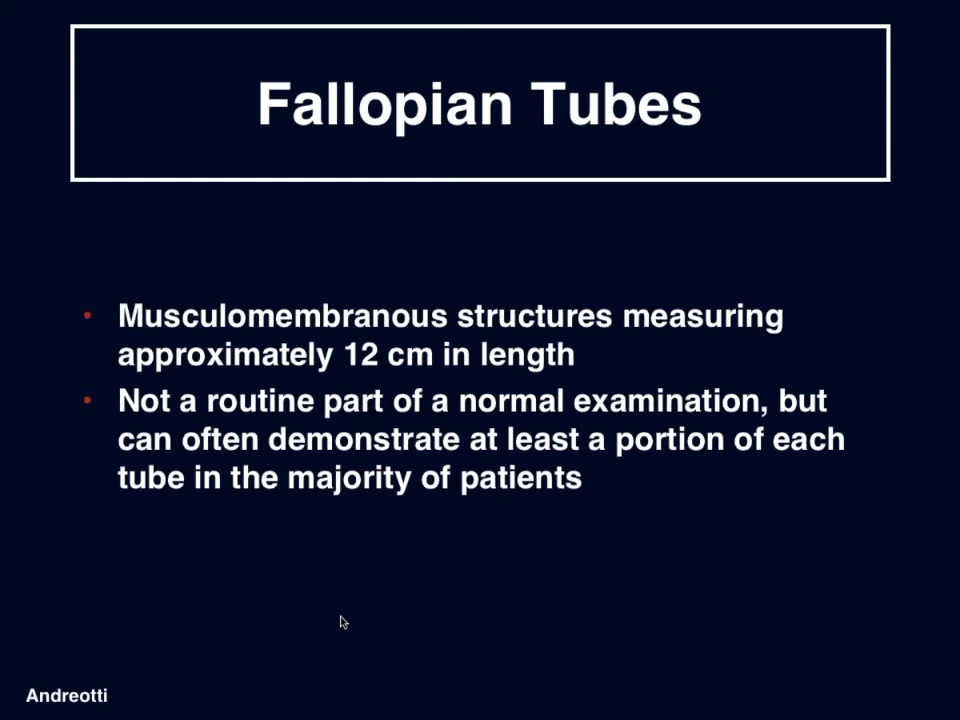 Fallopian Tubes
• Musculomembranous structures measuring
approximately 12 cm in length
• Not a routine part of a normal examination, but
can often demonstrate at least a portion of each
tube in the majority of patients
Andreotti